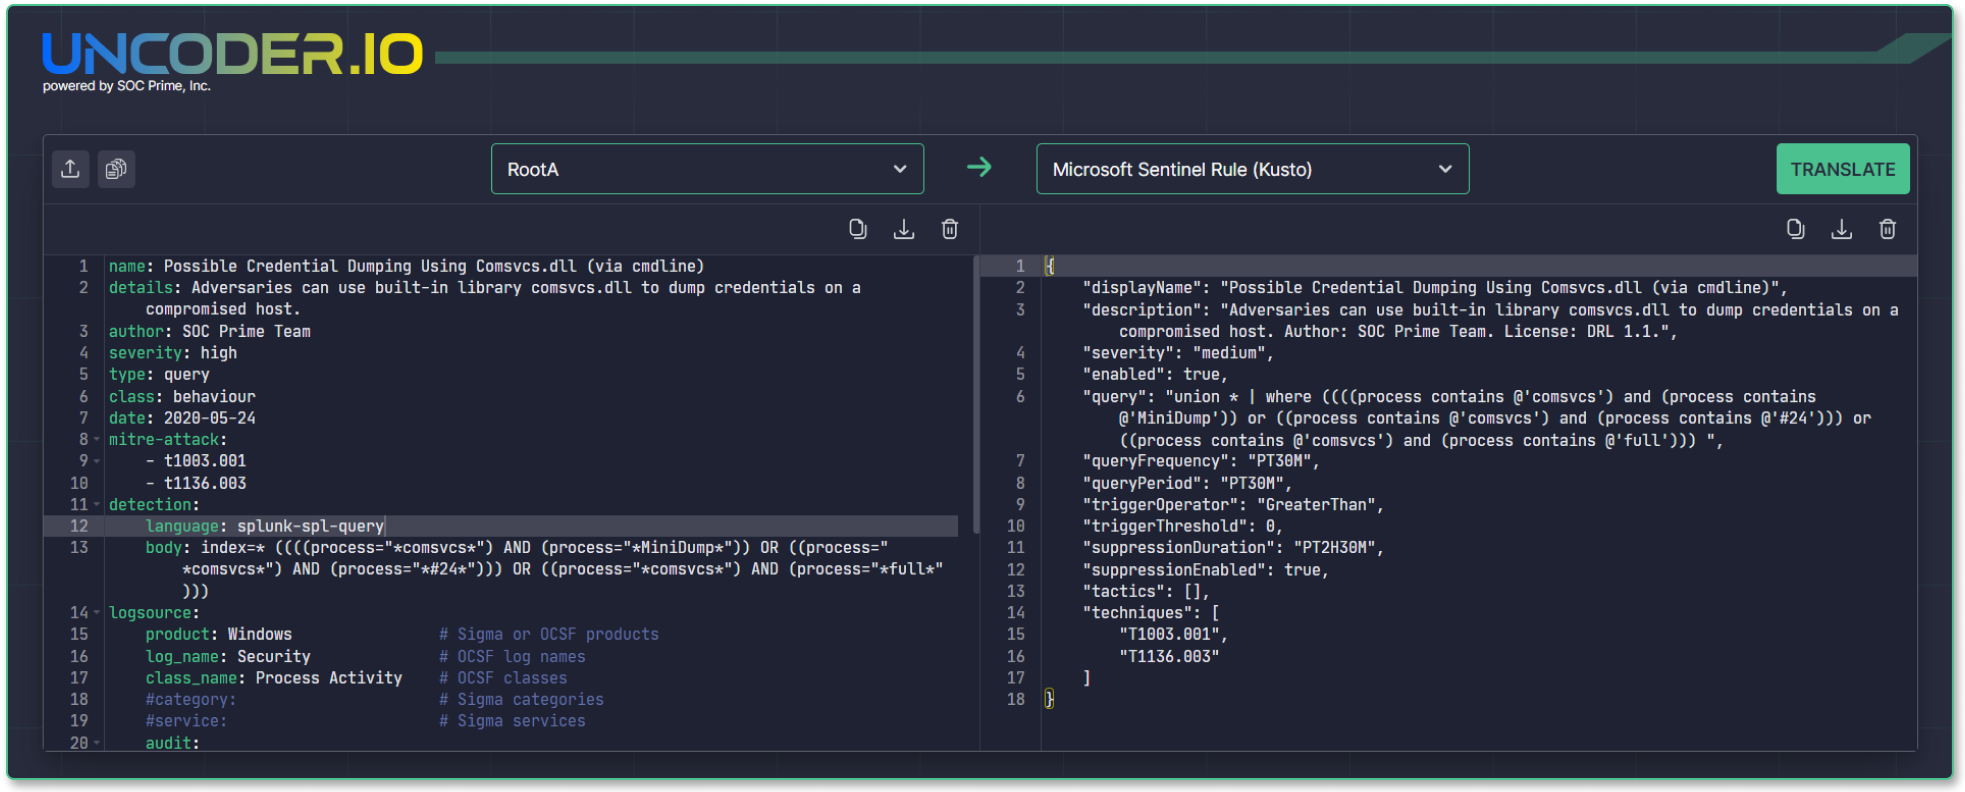 UNCODER.IO
powered by SOC Prime, Inc.
RootA
Microsoft Sentinel Rule (Kusto)
TRANSLATE
1 name: Possible Credential Dumping Using Comsvcs.dll (via cmdline)
2 details: Adversaries can use built-in library comsvcs.dll to dump credentials on a
compromised host.
3 author: SOC Prime Team
4 severity: high
5 type: query
6 class: behaviour
7 date: 2020-05-24
8 mitre-attack:
9 - t1003.001
10 - t1136.003
11 detection:
12 language: splunk-spl-query
13 body: index=* ((((process="*comsvcs*") AND (process="*MiniDump*")) OR ((process="
*comsvcs*") AND (process="*#24*"))) OR ((process="*comsvcs*") AND (process="*full*"
)))
14 logsource:
15 product: Windows # Sigma or OCSF products
16 log_name: Security # OCSF log names
17 class_name: Process Activity # OCSF classes
18 #category: # Sigma categories
19 #service: # Sigma services
20 audit:
1 {
2 "displayName": "Possible Credential Dumping Using Comsvcs.dll (via cmdline)",
3 "description": "Adversaries can use built-in library comsvcs.dll to dump credentials on a
compromised host. Author: SOC Prime Team. License: DRL 1.1.",
4 "severity": "medium",
5 "enabled": true,
6 "query": "union * | where ((((process contains @'comsvcs') and (process contains
@'MiniDump')) or ((process contains @'comsvcs') and (process contains @'#24'))) or
((process contains @'comsvcs') and (process contains @'full'))) ",
7 "queryFrequency": "PT30M",
8 "queryPeriod": "PT30M",
9 "triggerOperator": "GreaterThan",
10 "triggerThreshold": 0,
11 "suppressionDuration": "PT2H30M",
12 "suppressionEnabled": true,
13 "tactics": [],
14 "techniques": [
15 "T1003.001",
16 "T1136.003"
17 ]
18 }